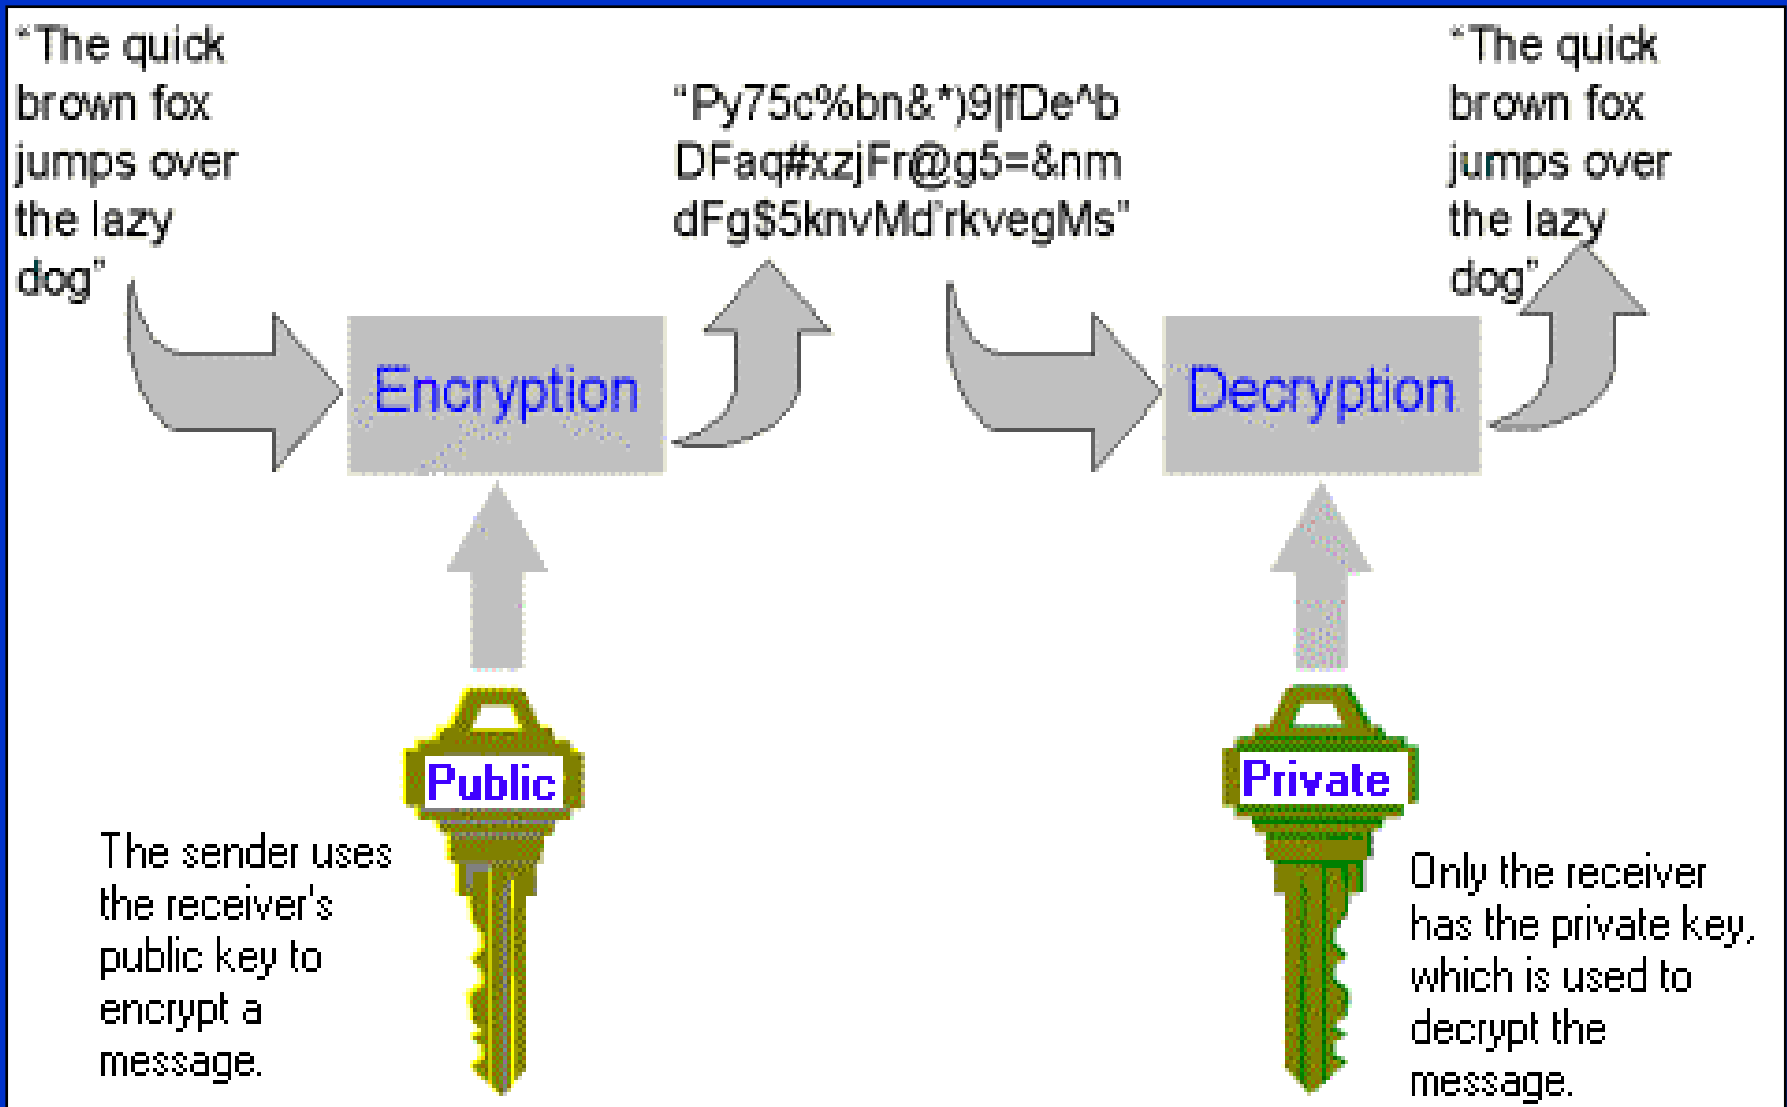 “The quick
brown fox
jumps over
the lazy
dog”
“Py75c%bn&*)9|fDe^b
DFaq#xzjFr@g5=&nm
dFg$5knvMd’rkvegMs”
“The quick
brown fox
jumps over
the lazy
dog”
Encryption
Decryption
Public
Private
The sender uses
the receiver's
public key to
encrypt a
message.
Only the receiver
has the private key,
which is used to
decrypt the
message.